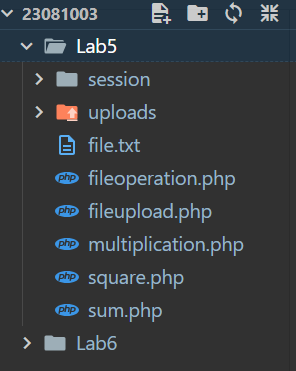 23081003
Lab5
session
uploads
file.txt
php fileoperation.php
php fileupload.php
php multiplication.php
php square.php
php sum.php
Lab6